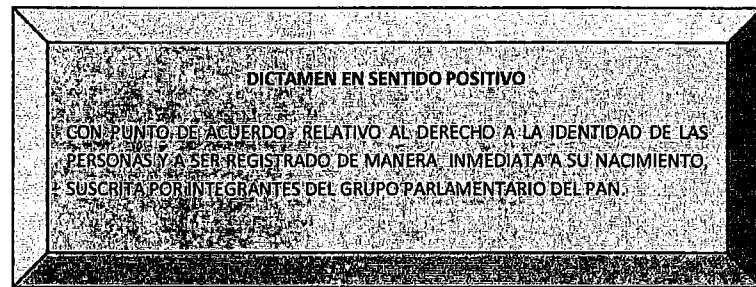 DICTAMEN EN SENTIDO POSITIVO
CON PUNTO DE ACUERDO, RELATIVO AL DERECHO A LA IDENTIDAD DE LAS
PERSONAS Y A SER REGISTRADO DE MANERA INMEDIATA A SU NACIMIENTO,
SUSCRITA POR INTEGRANTES DEL GRUPO PARLAMENTARIO DEL PAN.